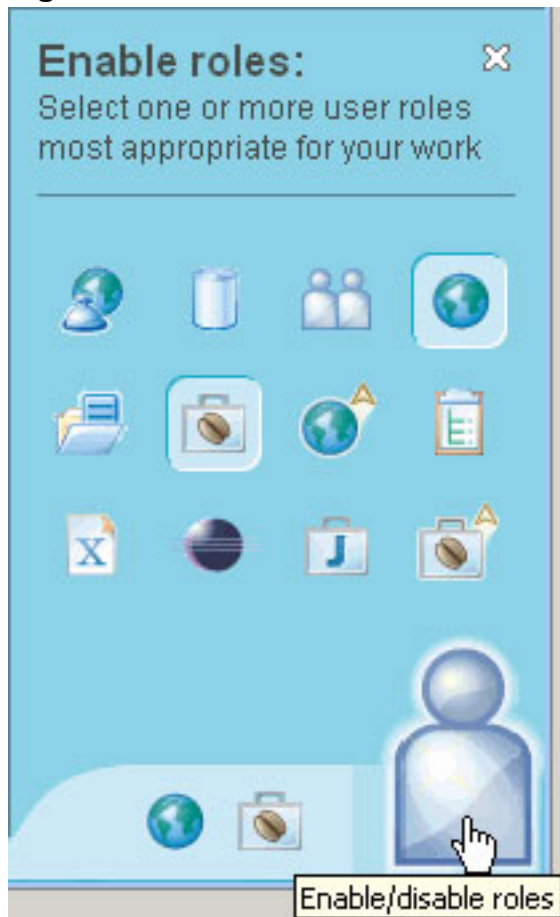 Enable roles:
Select one or more user roles
most appropriate for your work
X
J
Enable/disable roles